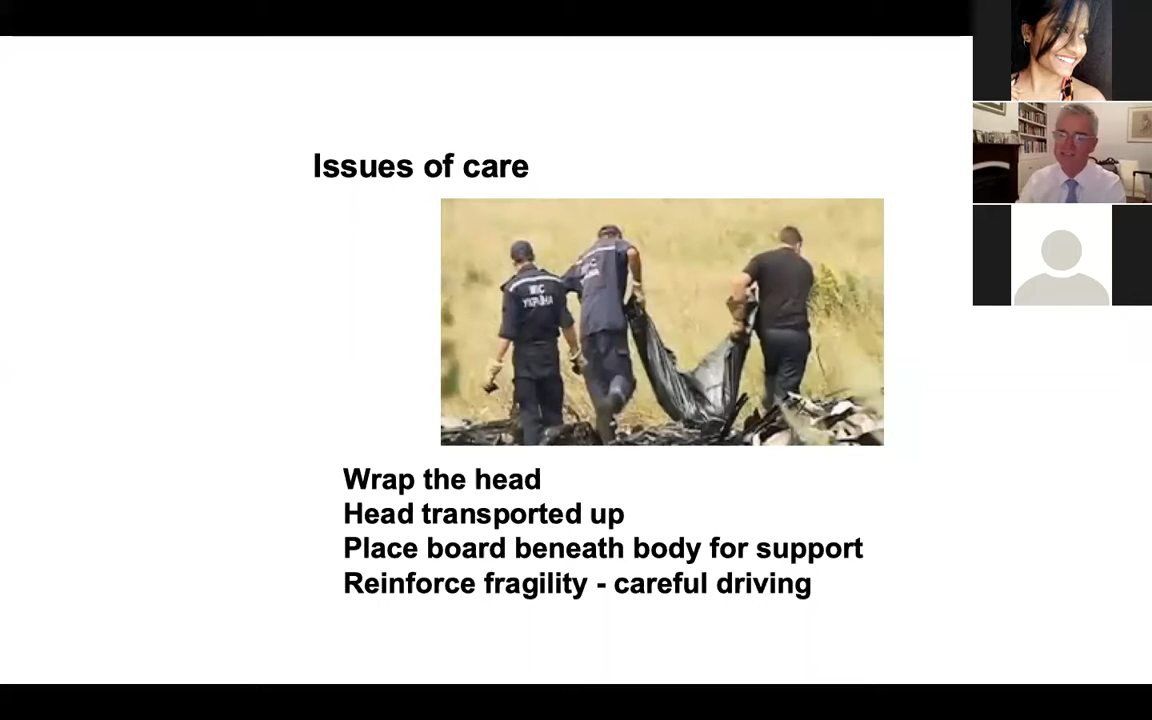 Issues of care
УКРАЇНА
Wrap the head
Head transported up
Place board beneath body for support
Reinforce fragility - careful driving